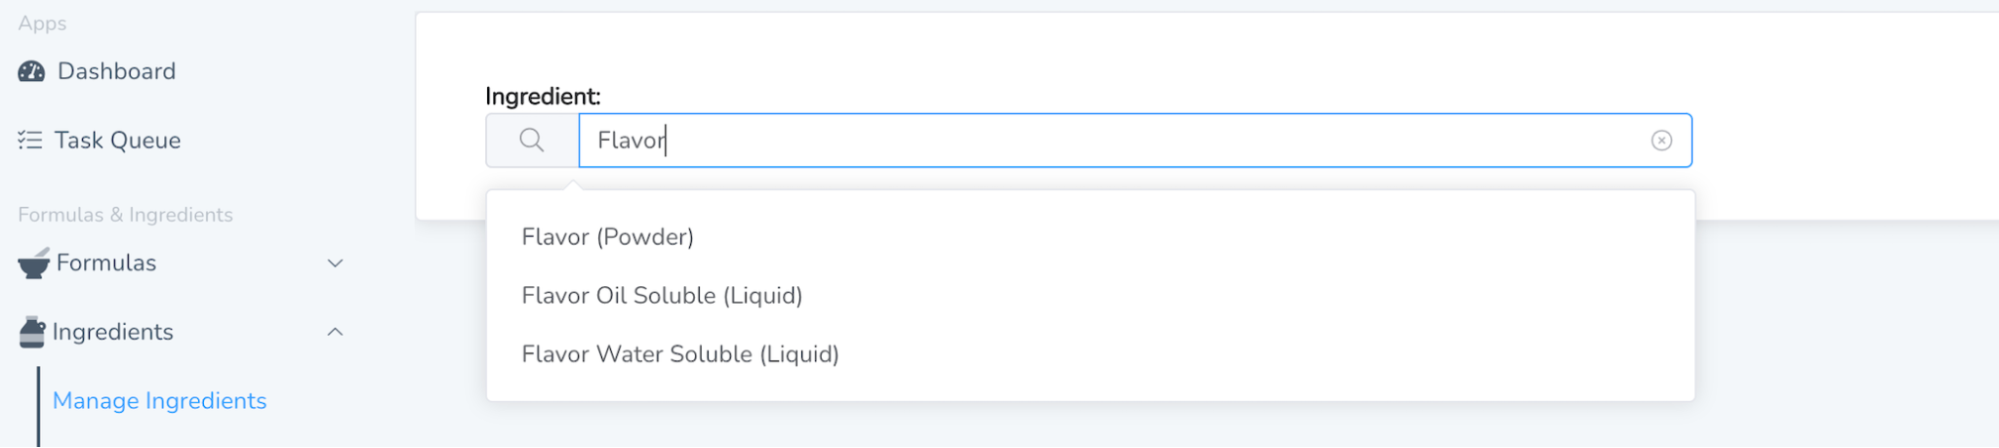 Apps
Dashboard
Task Queue
Formulas & Ingredients
Formulas
Ingredients
Manage Ingredients
Ingredient:
Flavor
Flavor (Powder)
Flavor Oil Soluble (Liquid)
Flavor Water Soluble (Liquid)